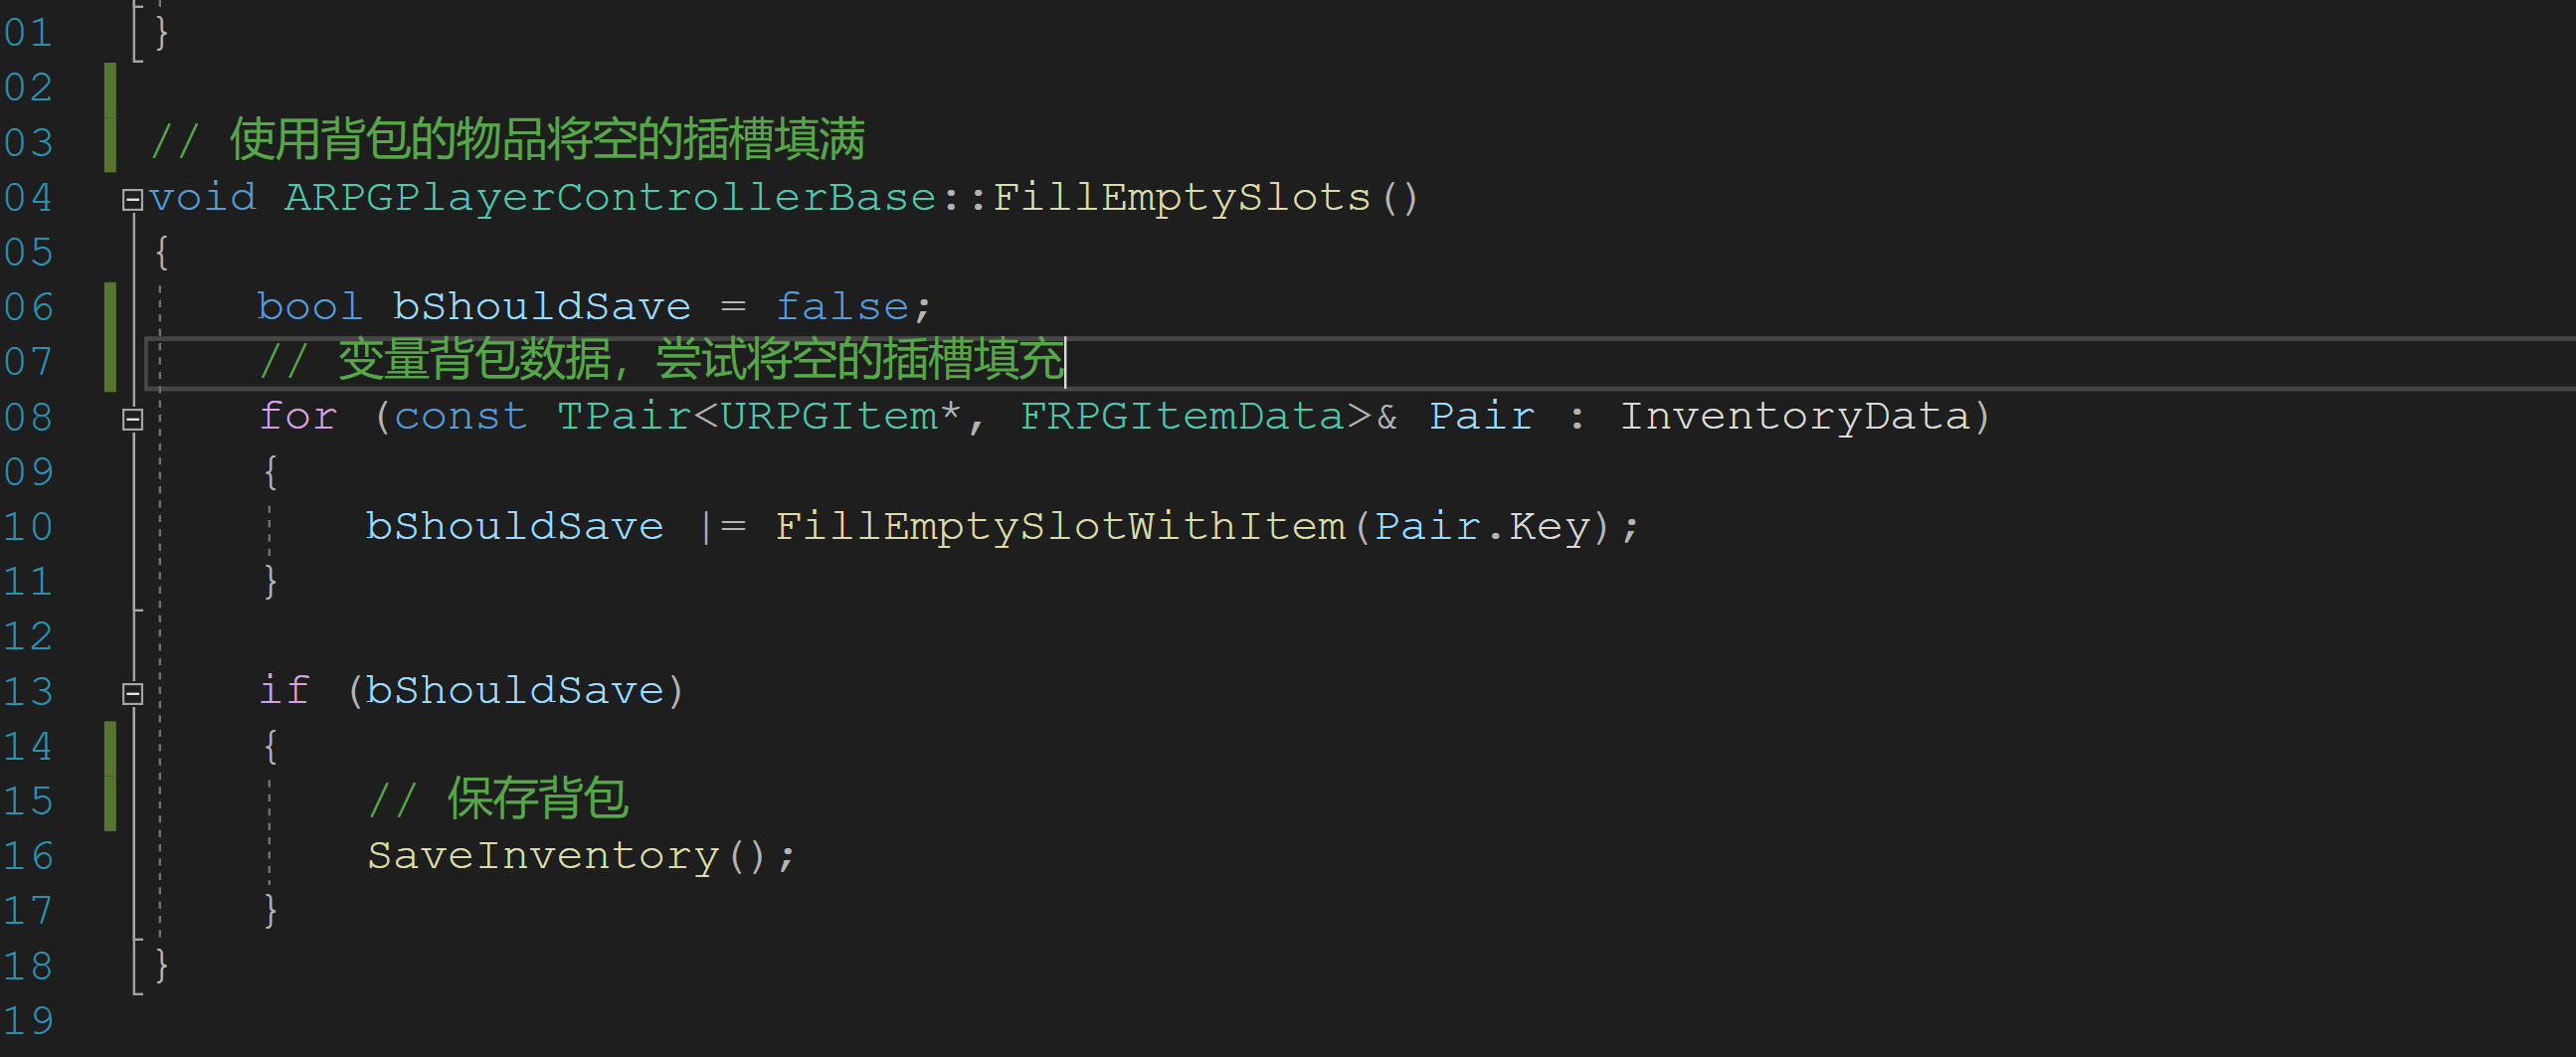 01 }
02
03 // 使用背包的物品将空的插槽填满
04 void ARPGPlayerControllerBase::FillEmptySlots()
05 {
06 bool bShouldSave = false;
07 // 变量背包数据，尝试将空的插槽填充
08 for (const TPair<URPGItem*, FRPGItemData>& Pair : InventoryData)
09 {
10 bShouldSave |= FillEmptySlotWithItem(Pair.Key);
11 }
12
13 if (bShouldSave)
14 {
15 // 保存背包
16 SaveInventory();
17 }
18 }
19